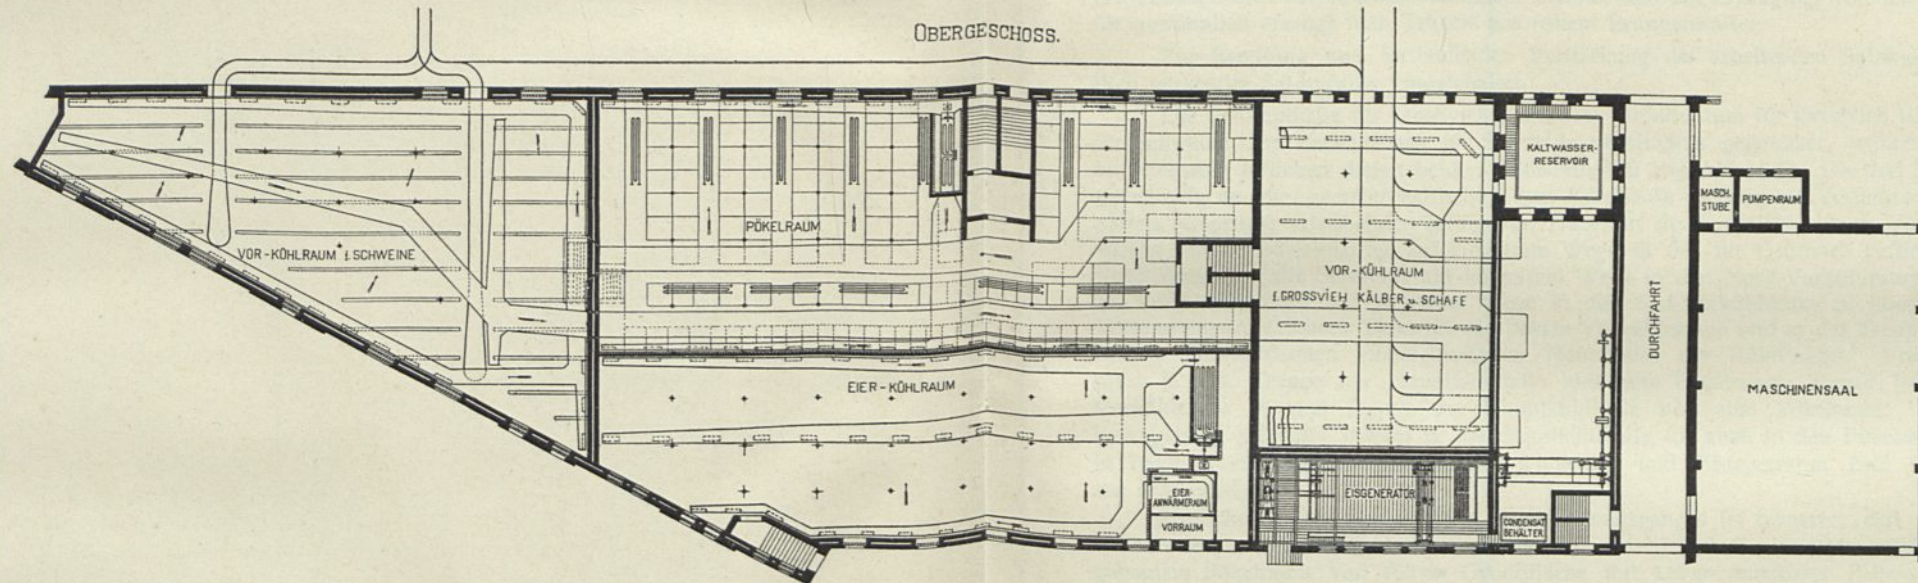 OBERGESCHOSS.
KALTWASSER-
RESERVOIR
MASCH.
STUBE
PUMPENRAUM
PÖKELRAUM
VOR-KÜHLRAUM f. SCHWEINE
VOR-KÜHLRAUM
f. GROSSVIEH KÄLBER u. SCHAFE
DURCHFAHRT
MASCHINENSAAL
EIER-KÜHLRAUM
EIER-
ANWÄRMERAUM
VORRAUM
EISGENERATOR
CONDENSAT
BEHÄLTER